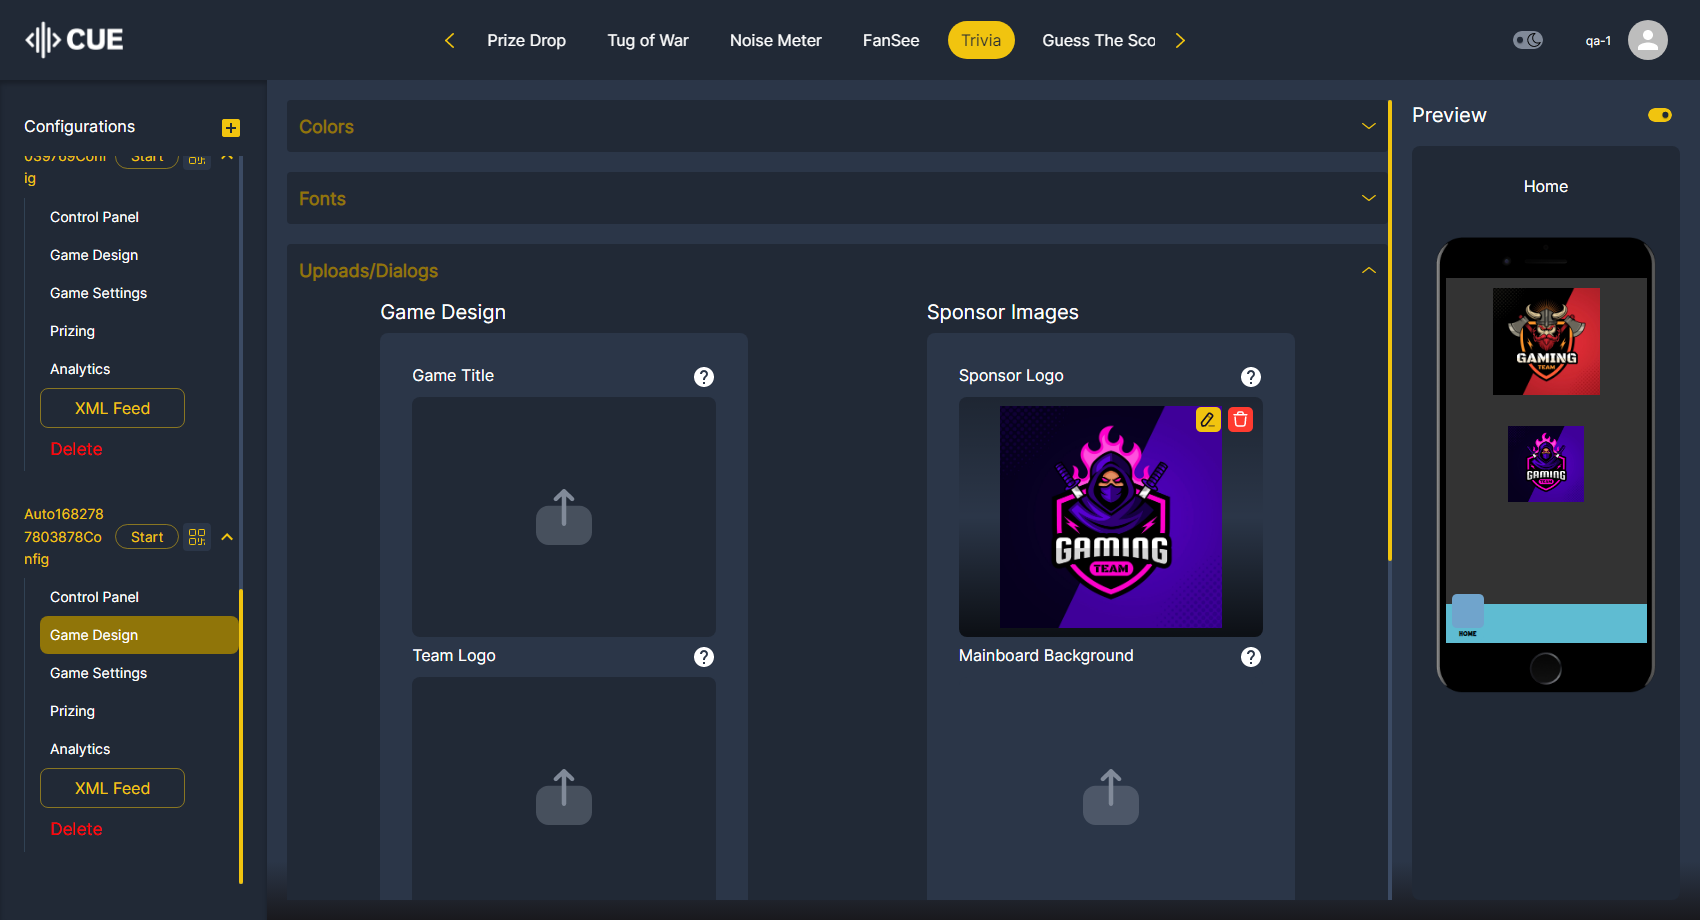 CUE
Prize Drop
Tug of War
Noise Meter
FanSee
Trivia
Guess The Sco
qa-1
Configurations
039769Conf
ig
Start
Control Panel
Game Design
Game Settings
Prizing
Analytics
XML Feed
Delete
Auto168278
7803878Co
nfig
Start
Control Panel
Game Design
Game Settings
Prizing
Analytics
XML Feed
Delete
Colors
Fonts
Uploads/Dialogs
Game Design
Game Title
Team Logo
Sponsor Images
Sponsor Logo
GAMING
TEAM
Mainboard Background
Preview
Home
GAMING
TEAM
GAMING
TEAM
HOME